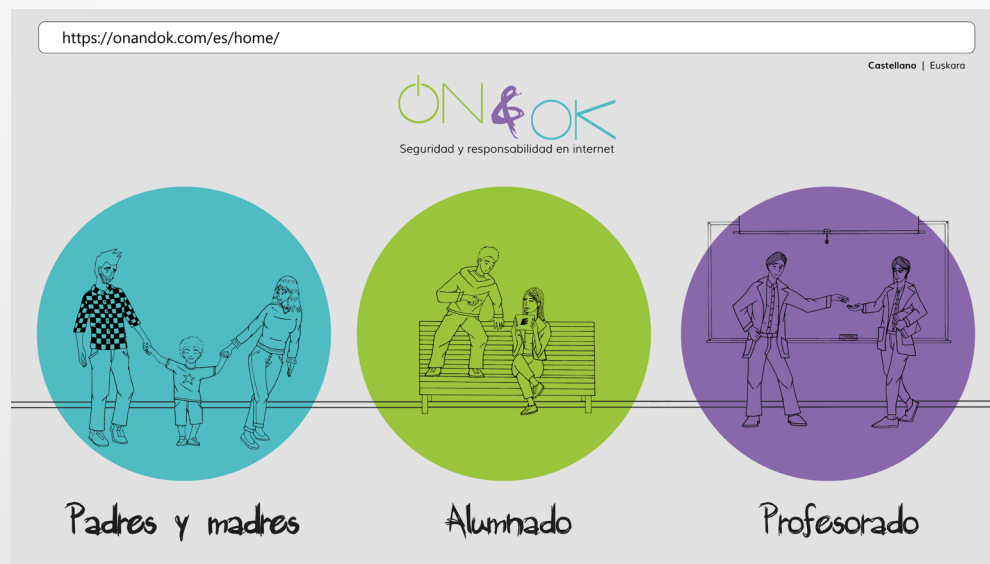 https://onandok.com/es/home/
Castellano | Euskara
ON & OK
Seguridad y responsabilidad en internet
Padres y madres
Alumnado
Profesorado